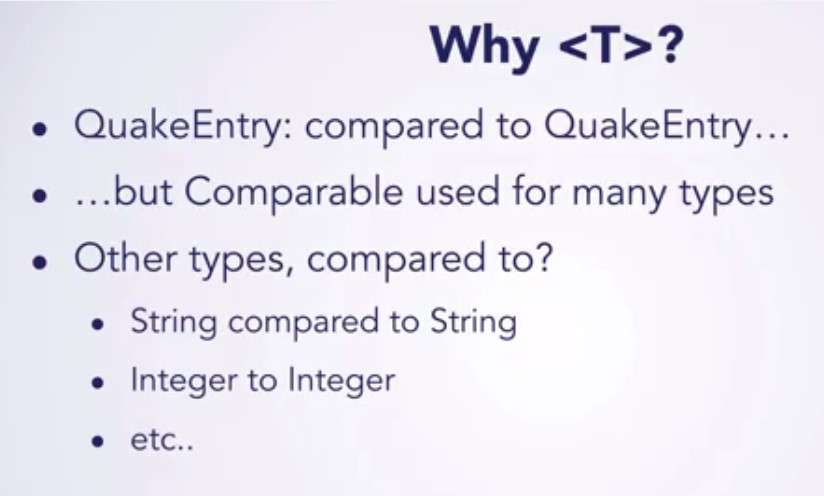 Why <T>?
• QuakeEntry: compared to QuakeEntry...
• ...but Comparable used for many types
• Other types, compared to?
• String compared to String
• Integer to Integer
• etc..